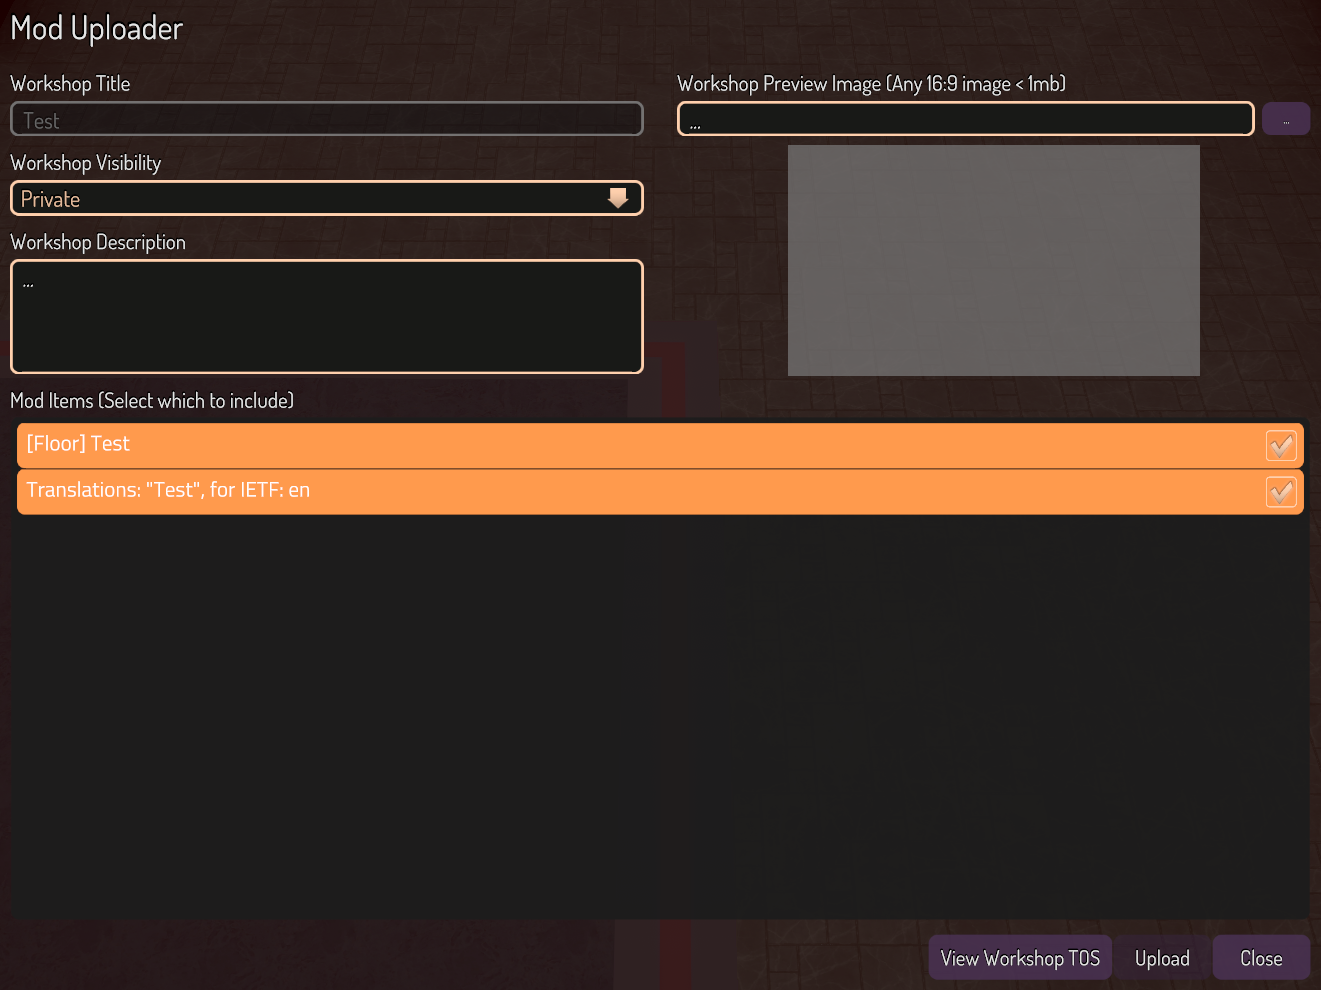 Mod Uploader
Workshop Title
Test
Workshop Visibility
Private
Workshop Description
...
Workshop Preview Image (Any 16:9 image < 1mb)
...
...
Mod Items (Select which to include)
[Floor] Test
Translations: "Test", for IETF: en
View Workshop TOS
Upload
Close